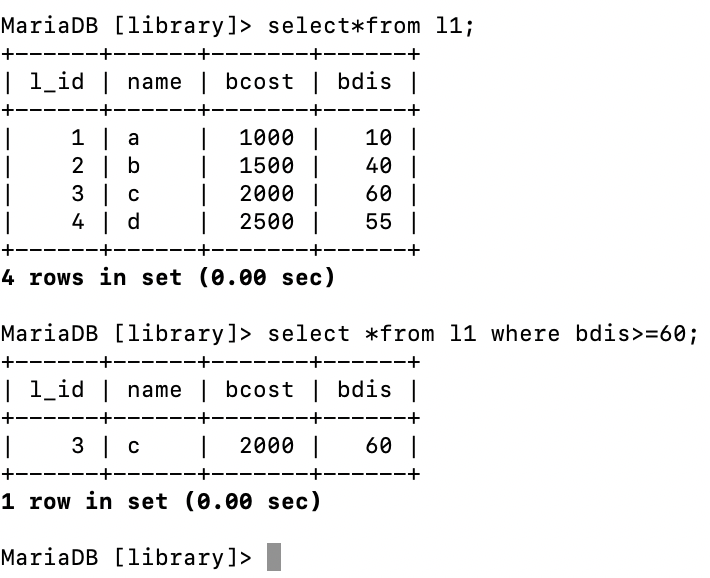 MariaDB [library]> select*from l1;
+------+------+-------+------+
| l_id | name | bcost | bdis |
+------+------+-------+------+
|    1 | a    |  1000 |   10 |
|    2 | b    |  1500 |   40 |
|    3 | c    |  2000 |   60 |
|    4 | d    |  2500 |   55 |
+------+------+-------+------+
4 rows in set (0.00 sec)
MariaDB [library]> select *from l1 where bdis>=60;
+------+------+-------+------+
| l_id | name | bcost | bdis |
+------+------+-------+------+
|    3 | c    |  2000 |   60 |
+------+------+-------+------+
1 row in set (0.00 sec)
MariaDB [library]>